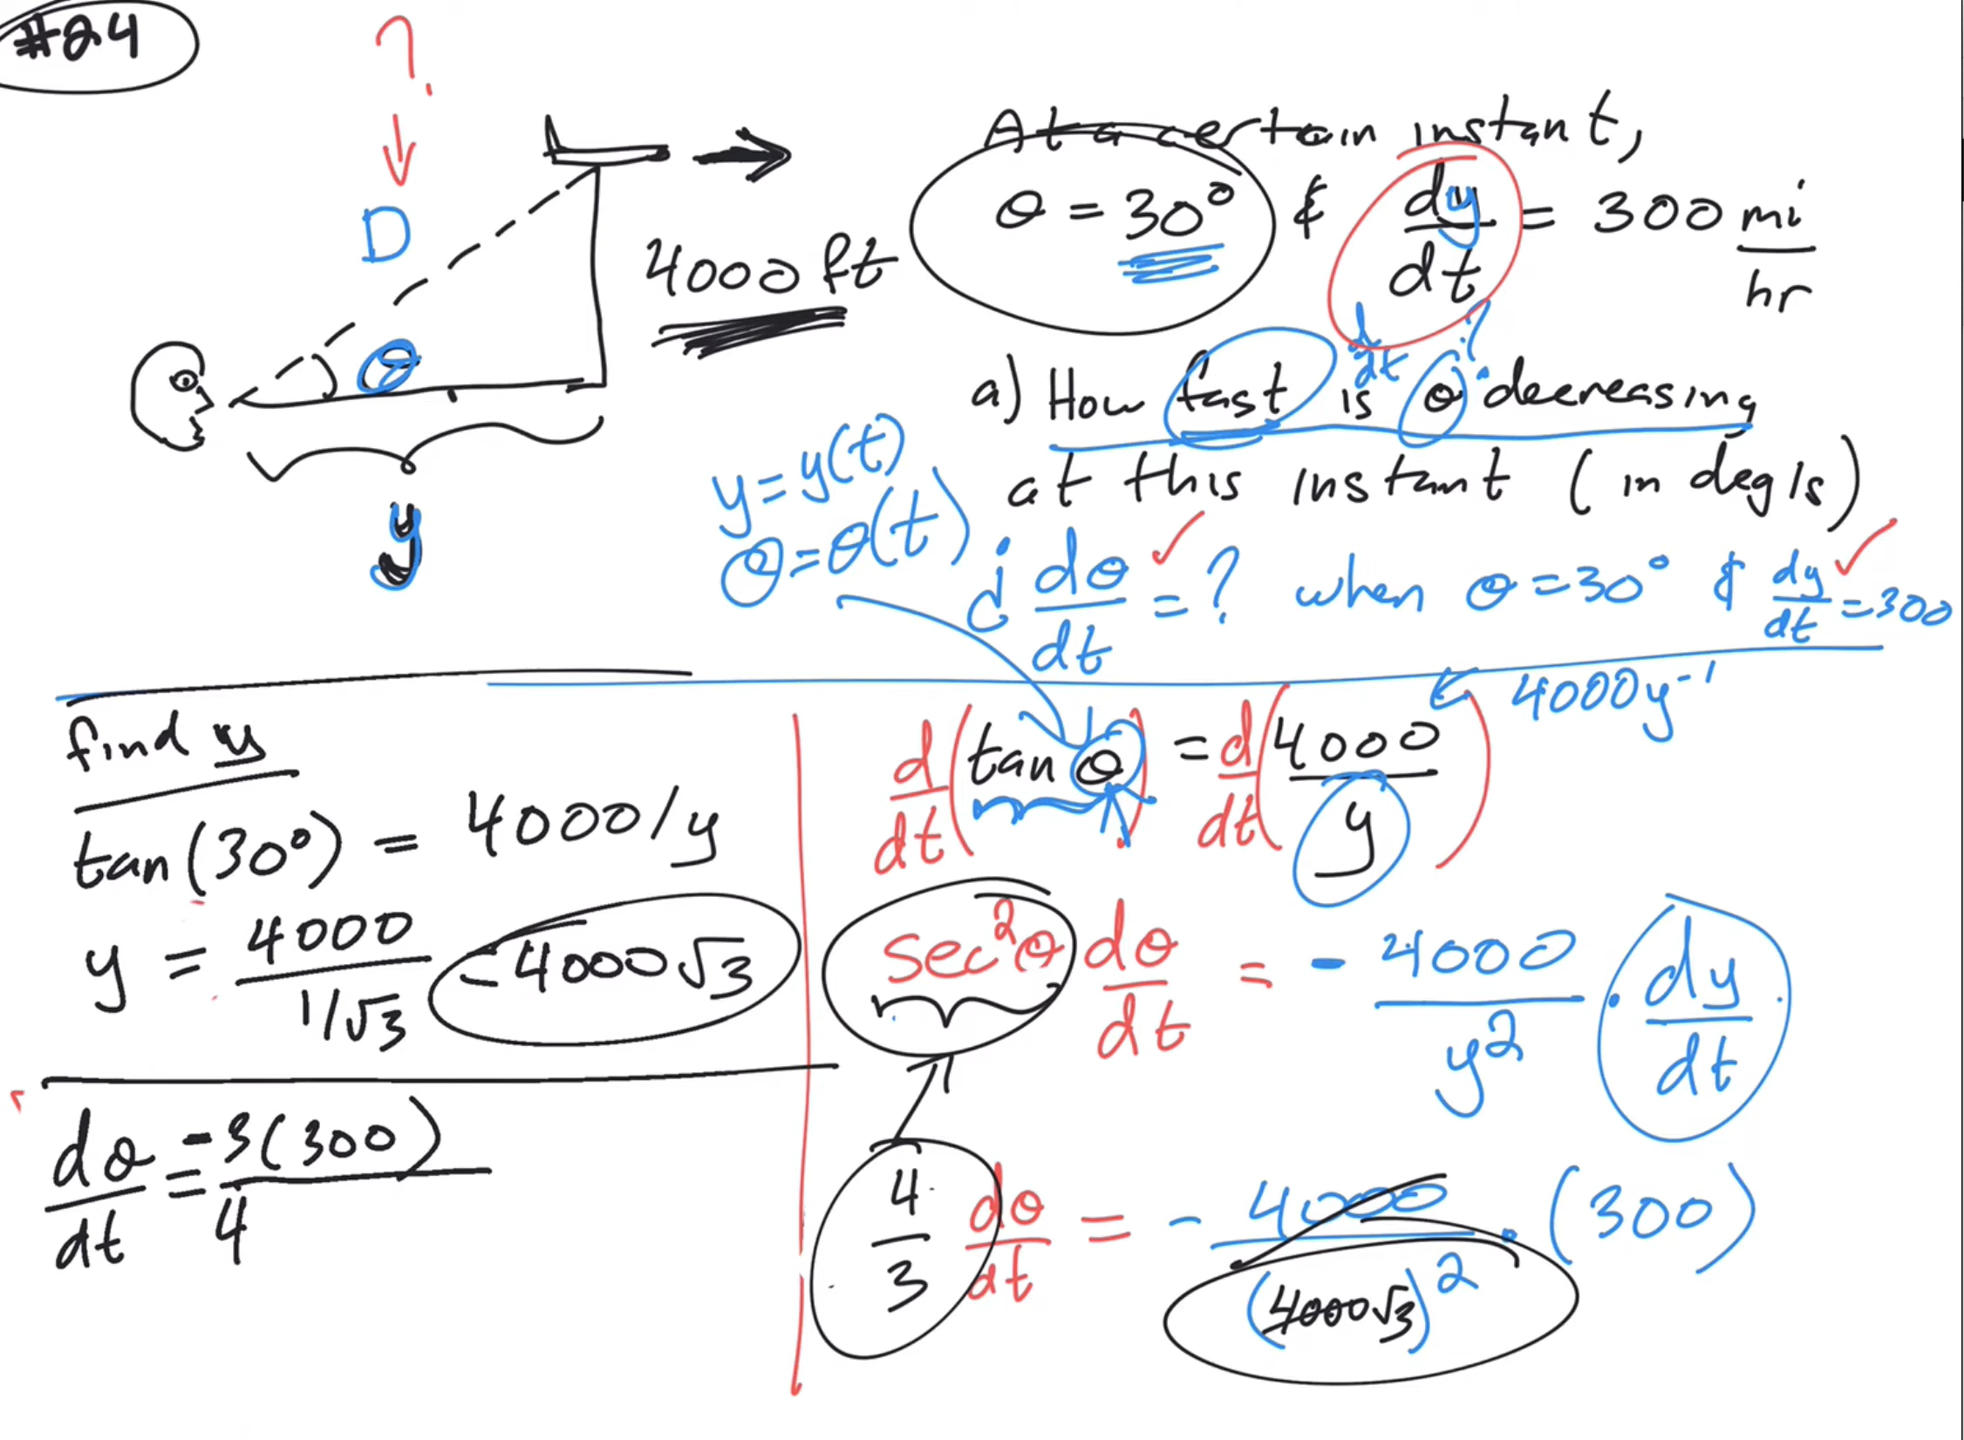 #24
?
D
4000 ft
θ
y
At a certain instant,
θ = 30° & dy/dt = 300 mi/hr
d/dt ?
a) How fast is θ decreasing
at this instant (in deg/s)
y = y(t)
θ = θ(t)
¿ dθ/dt = ? when θ = 30° & dy/dt = 300
find y
tan(30°) = 4000/y
y = 4000/1/√3 = 4000√3
dθ/dt = -3(300)/4
4000y⁻¹
d/dt (tan θ) = d/dt (4000/y)
sec²θ dθ/dt = - 4000/y² · dy/dt
4/3 dθ/dt = - 4000/(4000√3)² · (300)